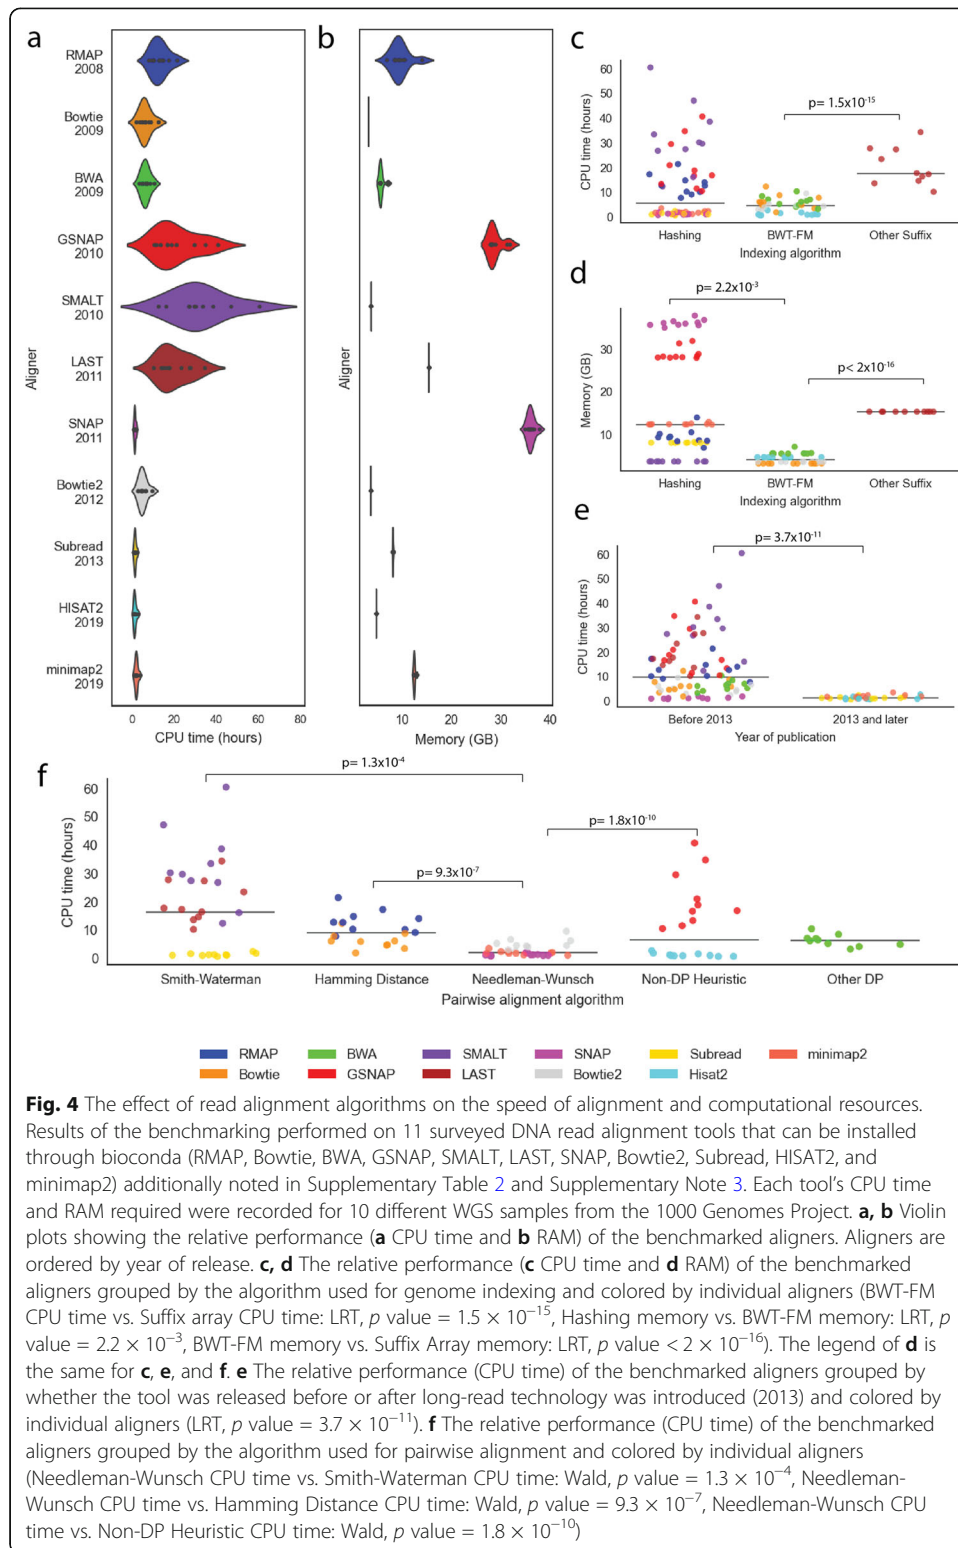 a
b
c
RMAP
2008
Bowtie
2009
BWA
2009
GSNAP
2010
SMALT
2010
LAST
2011
SNAP
2011
Bowtie2
2012
Subread
2013
HISAT2
2019
minimap2
2019
Aligner
0 20 40 60 80
CPU time (hours)
Aligner
10 20 30 40
Memory (GB)
60
50
40
30
20
10
0
CPU time (hours)
p= 1.5x10-15
Hashing BWT-FM Other Suffix
Indexing algorithm
d
p= 2.2x10-3
p< 2x10-16
30
20
10
Memory (GB)
Hashing BWT-FM Other Suffix
Indexing algorithm
e
p= 3.7x10-11
60
50
40
30
20
10
0
CPU time (hours)
Before 2013 2013 and later
Year of publication
f
p= 1.3x10-4
p= 1.8x10-10
p= 9.3x10-7
60
50
40
30
20
10
0
CPU time (hours)
Smith-Waterman Hamming Distance Needleman-Wunsch Non-DP Heuristic Other DP
Pairwise alignment algorithm
RMAP BWA SMALT SNAP Subread minimap2
Bowtie GSNAP LAST Bowtie2 Hisat2
Fig. 4 The effect of read alignment algorithms on the speed of alignment and computational resources.
Results of the benchmarking performed on 11 surveyed DNA read alignment tools that can be installed
through bioconda (RMAP, Bowtie, BWA, GSNAP, SMALT, LAST, SNAP, Bowtie2, Subread, HISAT2, and
minimap2) additionally noted in Supplementary Table 2 and Supplementary Note 3. Each tool's CPU time
and RAM required were recorded for 10 different WGS samples from the 1000 Genomes Project. a, b Violin
plots showing the relative performance (a CPU time and b RAM) of the benchmarked aligners. Aligners are
ordered by year of release. c, d The relative performance (c CPU time and d RAM) of the benchmarked
aligners grouped by the algorithm used for genome indexing and colored by individual aligners (BWT-FM
CPU time vs. Suffix array CPU time: LRT, p value = 1.5 × 10−15, Hashing memory vs. BWT-FM memory: LRT, p
value = 2.2 × 10−3, BWT-FM memory vs. Suffix Array memory: LRT, p value < 2 × 10−16). The legend of d is
the same for c, e, and f. e The relative performance (CPU time) of the benchmarked aligners grouped by
whether the tool was released before or after long-read technology was introduced (2013) and colored by
individual aligners (LRT, p value = 3.7 × 10−11). f The relative performance (CPU time) of the benchmarked
aligners grouped by the algorithm used for pairwise alignment and colored by individual aligners
(Needleman-Wunsch CPU time vs. Smith-Waterman CPU time: Wald, p value = 1.3 × 10−4, Needleman-
Wunsch CPU time vs. Hamming Distance CPU time: Wald, p value = 9.3 × 10−7, Needleman-Wunsch CPU
time vs. Non-DP Heuristic CPU time: Wald, p value = 1.8 × 10−10)